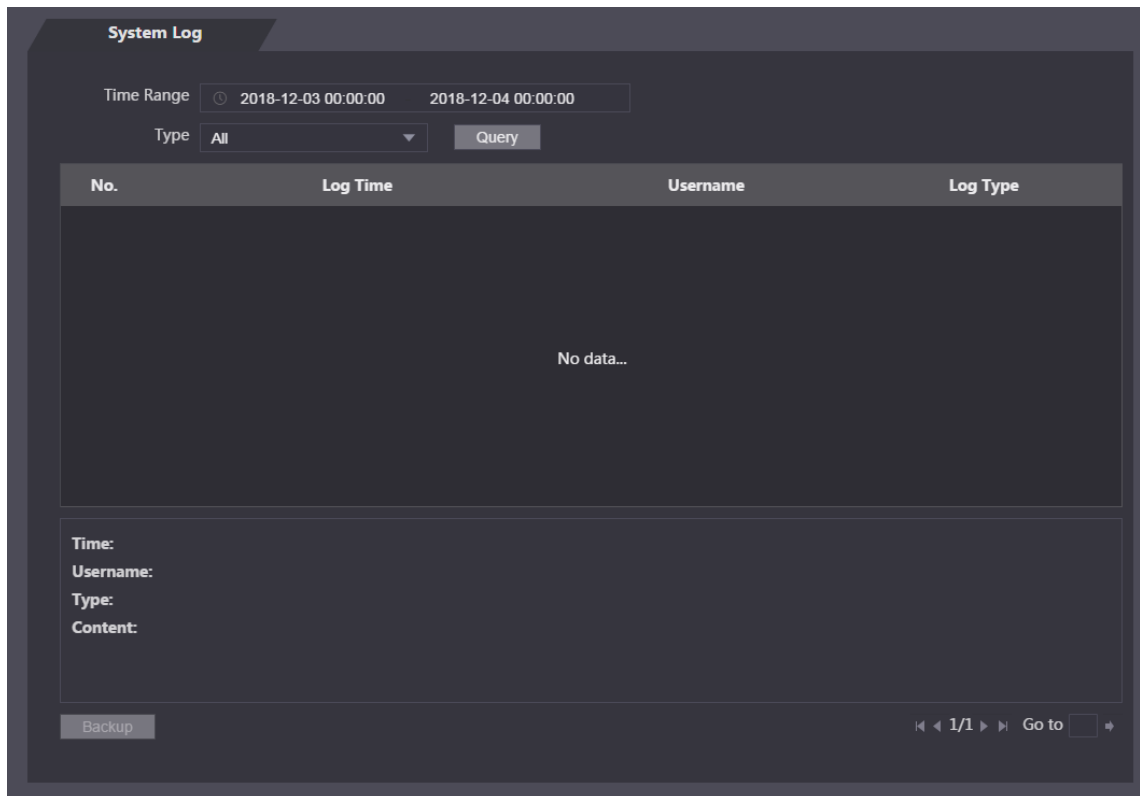 System Log
Time Range 2018-12-03 00:00:00 2018-12-04 00:00:00
Type All Query
No. Log Time Username Log Type
No data...
Time:
Username:
Type:
Content:
Backup 1/1 Go to